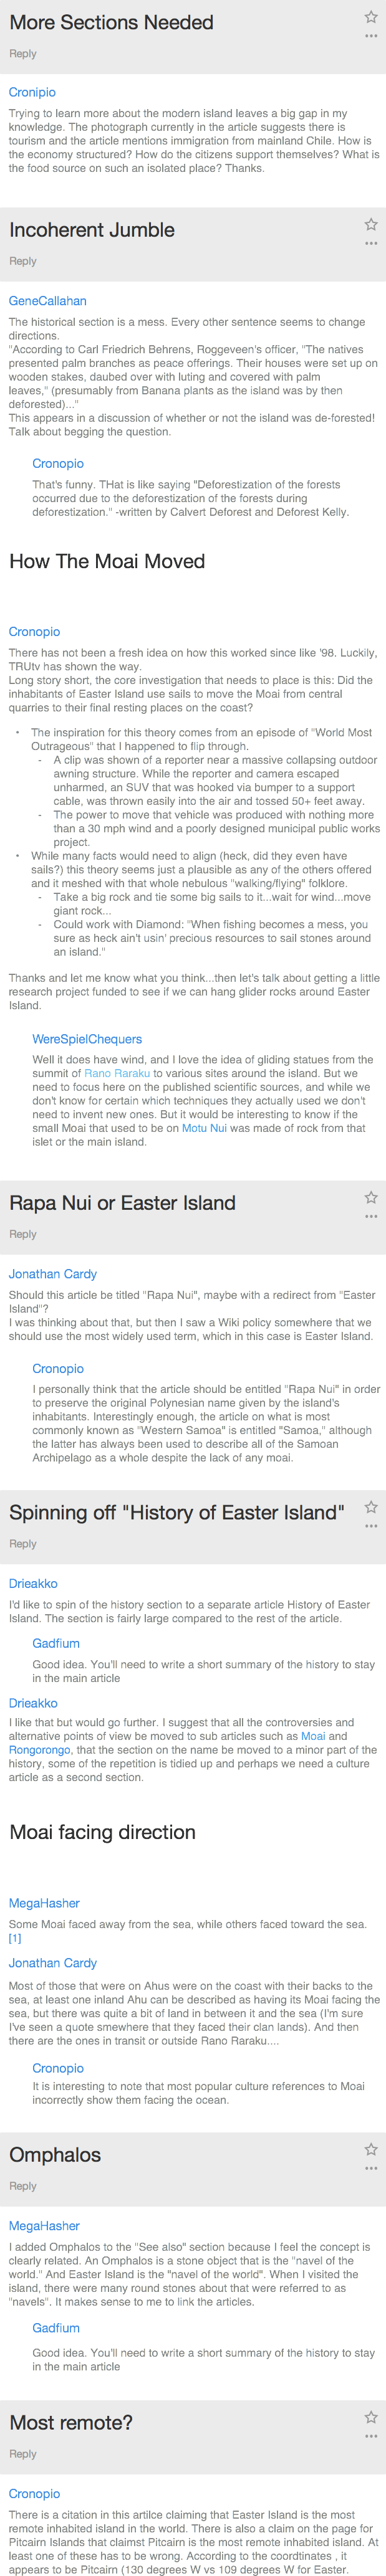 More Sections Needed
Reply
Cronipio
Trying to learn more about the modern island leaves a big gap in my
knowledge. The photograph currently in the article suggests there is
tourism and the article mentions immigration from mainland Chile. How is
the economy structured? How do the citizens support themselves? What is
the food source on such an isolated place? Thanks.
Incoherent Jumble
Reply
GeneCallahan
The historical section is a mess. Every other sentence seems to change
directions.
"According to Carl Friedrich Behrens, Roggeveen's officer, "The natives
presented palm branches as peace offerings. Their houses were set up on
wooden stakes, daubed over with luting and covered with palm
leaves," (presumably from Banana plants as the island was by then
deforested)..."
This appears in a discussion of whether or not the island was de-forested!
Talk about begging the question.
Cronopio
That's funny. THat is like saying "Deforestization of the forests
occurred due to the deforestization of the forests during
deforestization." -written by Calvert Deforest and Deforest Kelly.
How The Moai Moved
Cronopio
There has not been a fresh idea on how this worked since like '98. Luckily,
TRUtv has shown the way.
Long story short, the core investigation that needs to place is this: Did the
inhabitants of Easter Island use sails to move the Moai from central
quarries to their final resting places on the coast?
• The inspiration for this theory comes from an episode of "World Most
Outrageous" that I happened to flip through.
- A clip was shown of a reporter near a massive collapsing outdoor
awning structure. While the reporter and camera escaped
unharmed, an SUV that was hooked via bumper to a support
cable, was thrown easily into the air and tossed 50+ feet away.
- The power to move that vehicle was produced with nothing more
than a 30 mph wind and a poorly designed municipal public works
project.
• While many facts would need to align (heck, did they even have
sails?) this theory seems just a plausible as any of the others offered
and it meshed with that whole nebulous "walking/flying" folklore.
- Take a big rock and tie some big sails to it...wait for wind...move
giant rock...
- Could work with Diamond: "When fishing becomes a mess, you
sure as heck ain't usin' precious resources to sail stones around
an island."
Thanks and let me know what you think...then let's talk about getting a little
research project funded to see if we can hang glider rocks around Easter
Island.
WereSpielChequers
Well it does have wind, and I love the idea of gliding statues from the
summit of Rano Raraku to various sites around the island. But we
need to focus here on the published scientific sources, and while we
don't know for certain which techniques they actually used we don't
need to invent new ones. But it would be interesting to know if the
small Moai that used to be on Motu Nui was made of rock from that
islet or the main island.
Rapa Nui or Easter Island
Reply
Jonathan Cardy
Should this article be titled "Rapa Nui", maybe with a redirect from "Easter
Island"?
I was thinking about that, but then I saw a Wiki policy somewhere that we
should use the most widely used term, which in this case is Easter Island.
Cronopio
I personally think that the article should be entitled "Rapa Nui" in order
to preserve the original Polynesian name given by the island's
inhabitants. Interestingly enough, the article on what is most
commonly known as "Western Samoa" is entitled "Samoa," although
the latter has always been used to describe all of the Samoan
Archipelago as a whole despite the lack of any moai.
Spinning off "History of Easter Island"
Reply
Drieakko
I'd like to spin of the history section to a separate article History of Easter
Island. The section is fairly large compared to the rest of the article.
Gadfium
Good idea. You'll need to write a short summary of the history to stay
in the main article
Drieakko
I like that but would go further. I suggest that all the controversies and
alternative points of view be moved to sub articles such as Moai and
Rongorongo, that the section on the name be moved to a minor part of the
history, some of the repetition is tidied up and perhaps we need a culture
article as a second section.
Moai facing direction
MegaHasher
Some Moai faced away from the sea, while others faced toward the sea.
[1]
Jonathan Cardy
Most of those that were on Ahus were on the coast with their backs to the
sea, at least one inland Ahu can be described as having its Moai facing the
sea, but there was quite a bit of land in between it and the sea (I'm sure
I've seen a quote smewhere that they faced their clan lands). And then
there are the ones in transit or outside Rano Raraku....
Cronopio
It is interesting to note that most popular culture references to Moai
incorrectly show them facing the ocean.
Omphalos
Reply
MegaHasher
I added Omphalos to the "See also" section because I feel the concept is
clearly related. An Omphalos is a stone object that is the "navel of the
world." And Easter Island is the "navel of the world". When I visited the
island, there were many round stones about that were referred to as
"navels". It makes sense to me to link the articles.
Gadfium
Good idea. You'll need to write a short summary of the history to stay
in the main article
Most remote?
Reply
Cronopio
There is a citation in this artilce claiming that Easter Island is the most
remote inhabited island in the world. There is also a claim on the page for
Pitcairn Islands that claimst Pitcairn is the most remote inhabited island. At
least one of these has to be wrong. According to the coordtinates , it
appears to be Pitcairn (130 degrees W vs 109 degrees W for Easter.